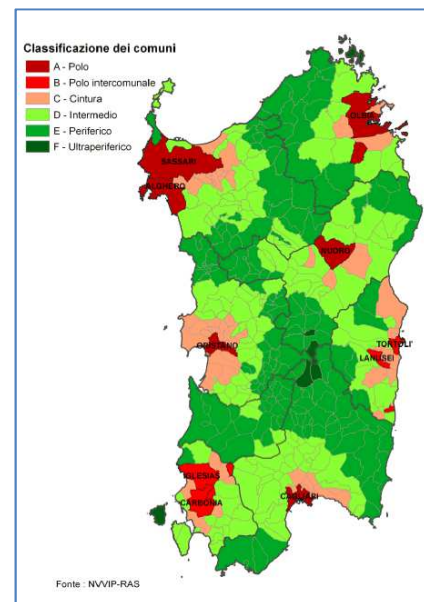 Classificazione dei comuni
A - Polo
B - Polo intercomunale
C - Cintura
D - Intermedio
E - Periferico
F - Ultraperiferico
OLBIA
SASSARI
ALGHERO
NUORO
ORISTANO
TORTOLI'
LANUSEI
IGLESIAS
CARBONIA
CAGLIARI
Fonte : NVVIP-RAS